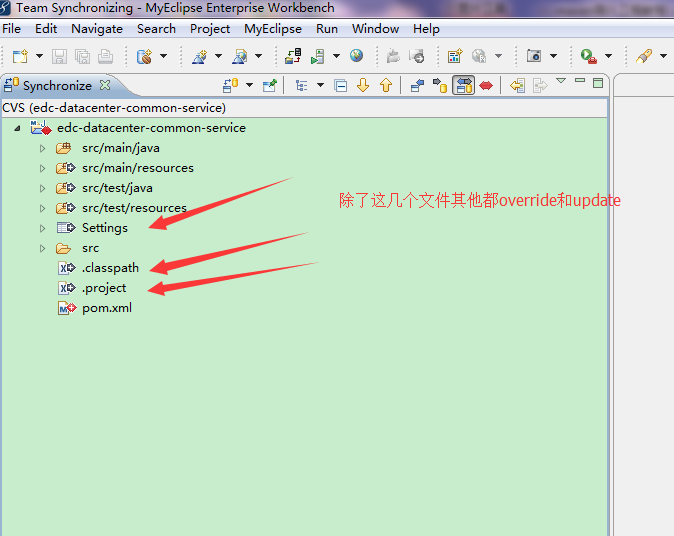 Team Synchronizing - MyEclipse Enterprise Workbench
File Edit Navigate Search Project MyEclipse Run Window Help
Synchronize
CVS (edc-datacenter-common-service)
edc-datacenter-common-service
src/main/java
src/main/resources
src/test/java
除了这几个文件其他都override和update
src/test/resources
Settings
src
.classpath
.project
pom.xml